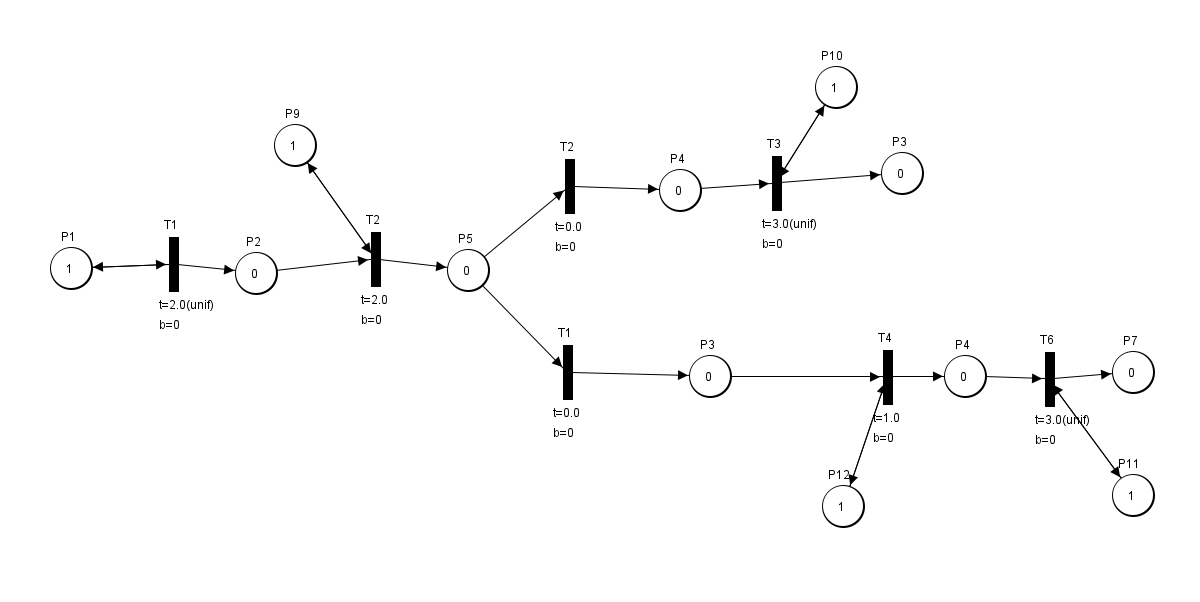 P10
1
P9
1
T2
t=0.0
b=0
P4
0
T3
t=3.0(unif)
b=0
P3
0
P1
1
T1
t=2.0(unif)
b=0
P2
0
T2
t=2.0
b=0
P5
0
T1
t=0.0
b=0
P3
0
T4
t=1.0
b=0
P4
0
T6
t=3.0(unif)
b=0
P7
0
P12
1
P11
1